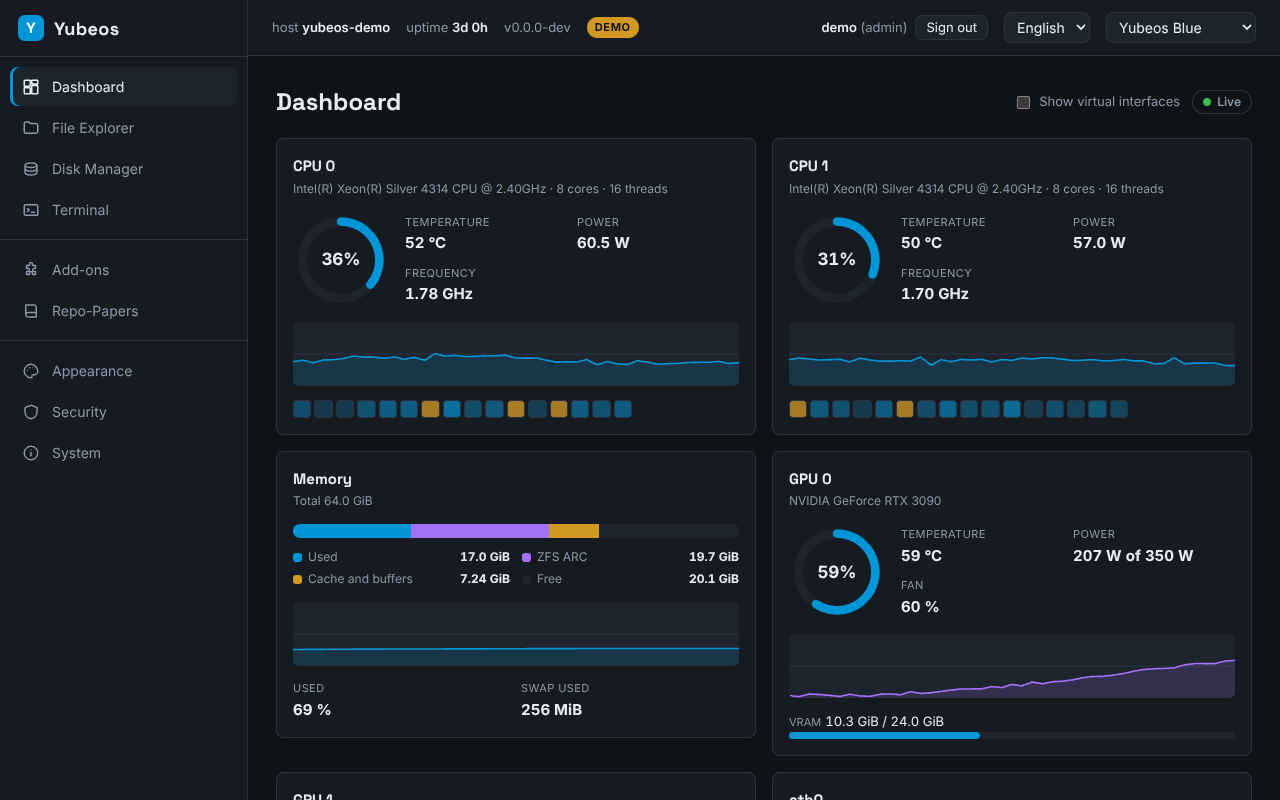 Y Yubeos
host yubeos-demo uptime 3d 0h v0.0.0-dev DEMO demo (admin) Sign out English Yubeos Blue
Dashboard
File Explorer
Disk Manager
Terminal
Add-ons
Repo-Papers
Appearance
Security
System
Dashboard
Show virtual interfaces Live
CPU 0
Intel(R) Xeon(R) Silver 4314 CPU @ 2.40GHz · 8 cores · 16 threads
36%
TEMPERATURE POWER
52 °C 60.5 W
FREQUENCY
1.78 GHz
CPU 1
Intel(R) Xeon(R) Silver 4314 CPU @ 2.40GHz · 8 cores · 16 threads
31%
TEMPERATURE POWER
50 °C 57.0 W
FREQUENCY
1.70 GHz
Memory
Total 64.0 GiB
Used 17.0 GiB ZFS ARC 19.7 GiB
Cache and buffers 7.24 GiB Free 20.1 GiB
USED SWAP USED
69 % 256 MiB
GPU 0
NVIDIA GeForce RTX 3090
59%
TEMPERATURE POWER
59 °C 207 W of 350 W
FAN
60 %
VRAM 10.3 GiB / 24.0 GiB
GPU 1
eth0